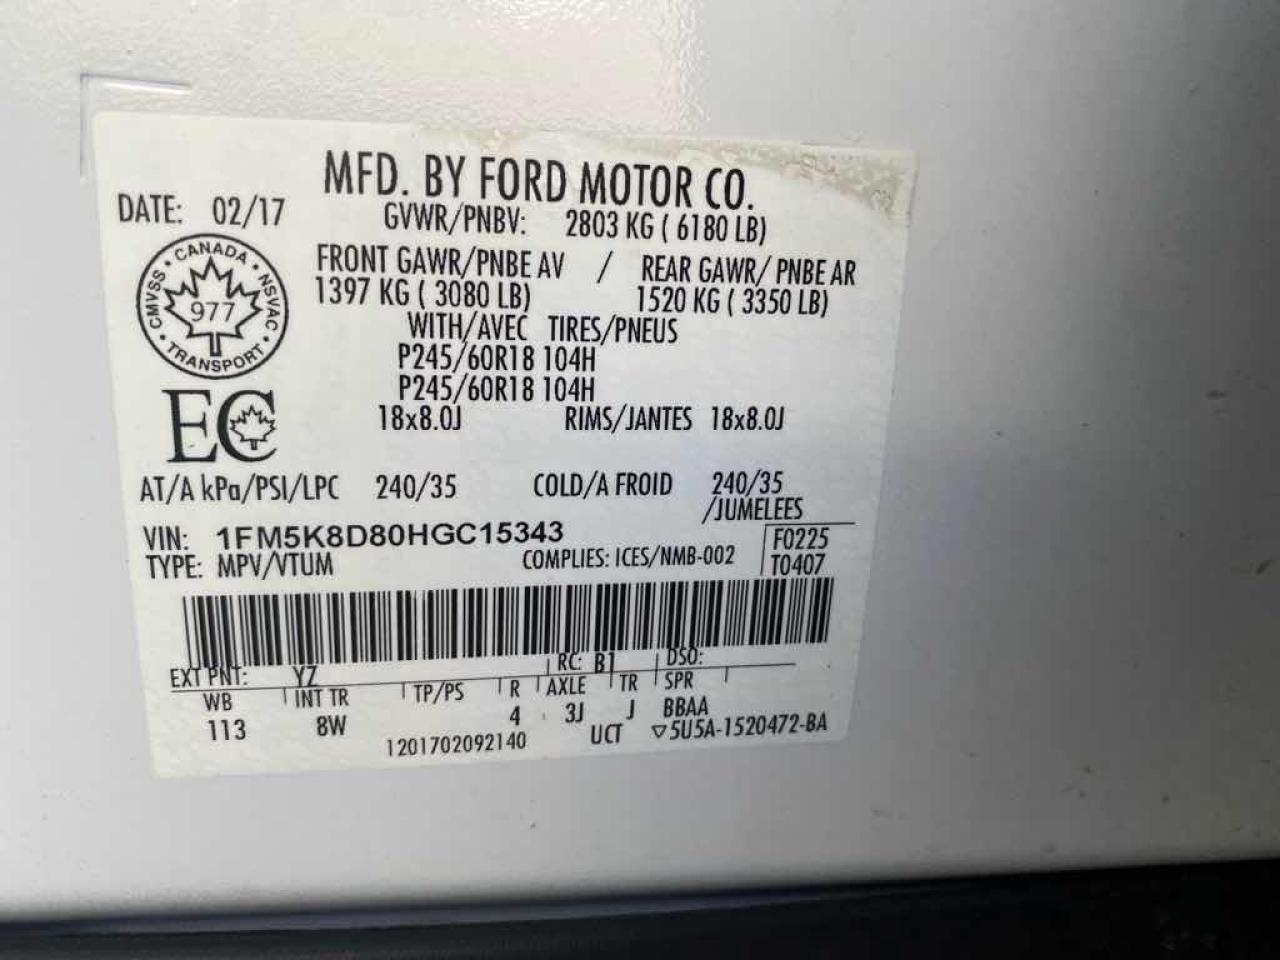 MFD. BY FORD MOTOR CO.
DATE: 02/17
GVWR/PNBV: 2803 KG ( 6180 LB)
FRONT GAWR/PNBE AV / REAR GAWR/ PNBE AR
1397 KG ( 3080 LB) 1520 KG ( 3350 LB)
WITH/AVEC TIRES/PNEUS
P245/60R18 104H
P245/60R18 104H
18x8.0J RIMS/JANTES 18x8.0J
CANADA
CMVSS NSVAC
977
TRANSPORT
EC
AT/A kPa/PSI/LPC 240/35 COLD/A FROID 240/35
/JUMELEES
VIN: 1FM5K8D80HGC15343 F0225
TYPE: MPV/VTUM COMPLIES: ICES/NMB-002 T0407
EXT PNT: YZ RC: B1 DSO:
WB INT TR TP/PS R AXLE TR SPR
113 8W 4 3J J BBAA
1201702092140 UCT ▽5U5A-1520472-BA